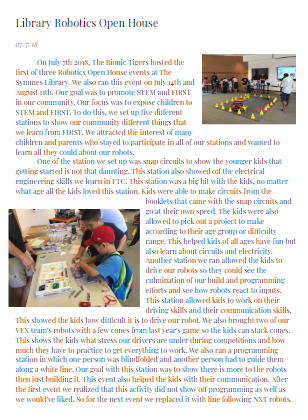 Library Robotics Open House
07/7/18
On July 7th 2018, The Bionic Tigers hosted the
first of three Robotics Open House events at The
Symmes Library. We also ran this event on July 14th and
August 11th. Our goal was to promote STEM and FIRST
in our community. Our focus was to expose children to
STEM and FIRST. To do this, we set up five different
stations to show our community different things that
we learn from FIRST. We attracted the interest of many
children and parents who stayed to participate in all of our stations and wanted to
learn all they could about our robots.
One of the station we set up was snap circuits to show the younger kids that
getting started is not that daunting. This station also showed off the electrical
engineering skills we learn in FTC. This station was a big hit with the kids, no matter
what age all the kids loved this station. Kids were able to make circuits from the
booklets that came with the snap circuits and
go at their own speed. The kids were also
allowed to pick out a project to make
according to their age group or difficulty
range. This helped kids of all ages have fun but
also learn about circuits and electricity.
Another station we ran allowed the kids to
drive our robots so they could see the
culmination of our build and programming
efforts and see how robots react to inputs.
This station allowed kids to work on their
driving skills and their communication skills.
This showed the kids how difficult it is to drive our robot. We also brought two of our
VEX team's robots with a few cones from last year's game so the kids can stack cones.
This shows the kids what stress our drivers are under during competitions and how
much they have to practice to get everything to work. We also ran a programming
station in which one person was blindfolded and another person had to guide them
along a white line. Our goal with this station was to show there is more to the robots
then just building it. This event also helped the kids with their communication. After
the first event we realized that this activity did not show off programming as well as
we would've liked. So for the next event we replaced it with line following NXT robots.